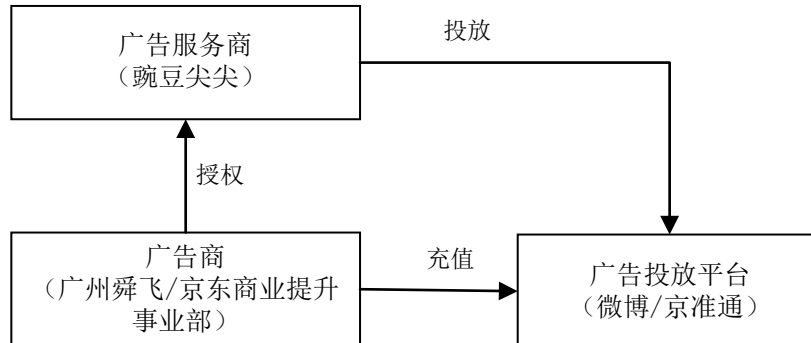 广告服务商
（豌豆尖尖）
投放
授权
广告商
（广州舜飞/京东商业提升
事业部）
充值
广告投放平台
（微博/京准通）